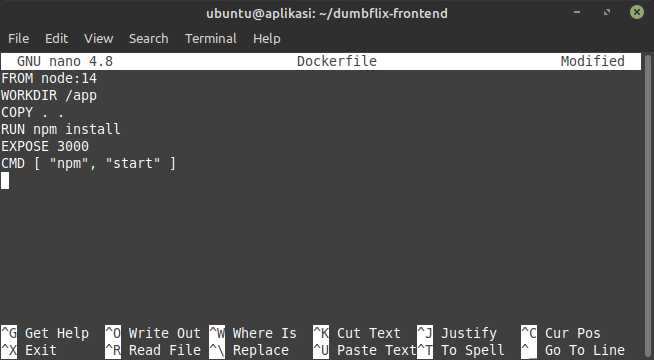 ubuntu@aplikasi: ~/dumbflix-frontend
File Edit View Search Terminal Help
GNU nano 4.8 Dockerfile Modified
FROM node:14
WORKDIR /app
COPY . .
RUN npm install
EXPOSE 3000
CMD [ "npm", "start" ]
^G Get Help ^O Write Out ^W Where Is ^K Cut Text ^J Justify ^C Cur Pos
^X Exit ^R Read File ^\ Replace ^U Paste Text ^T To Spell ^_ Go To Line